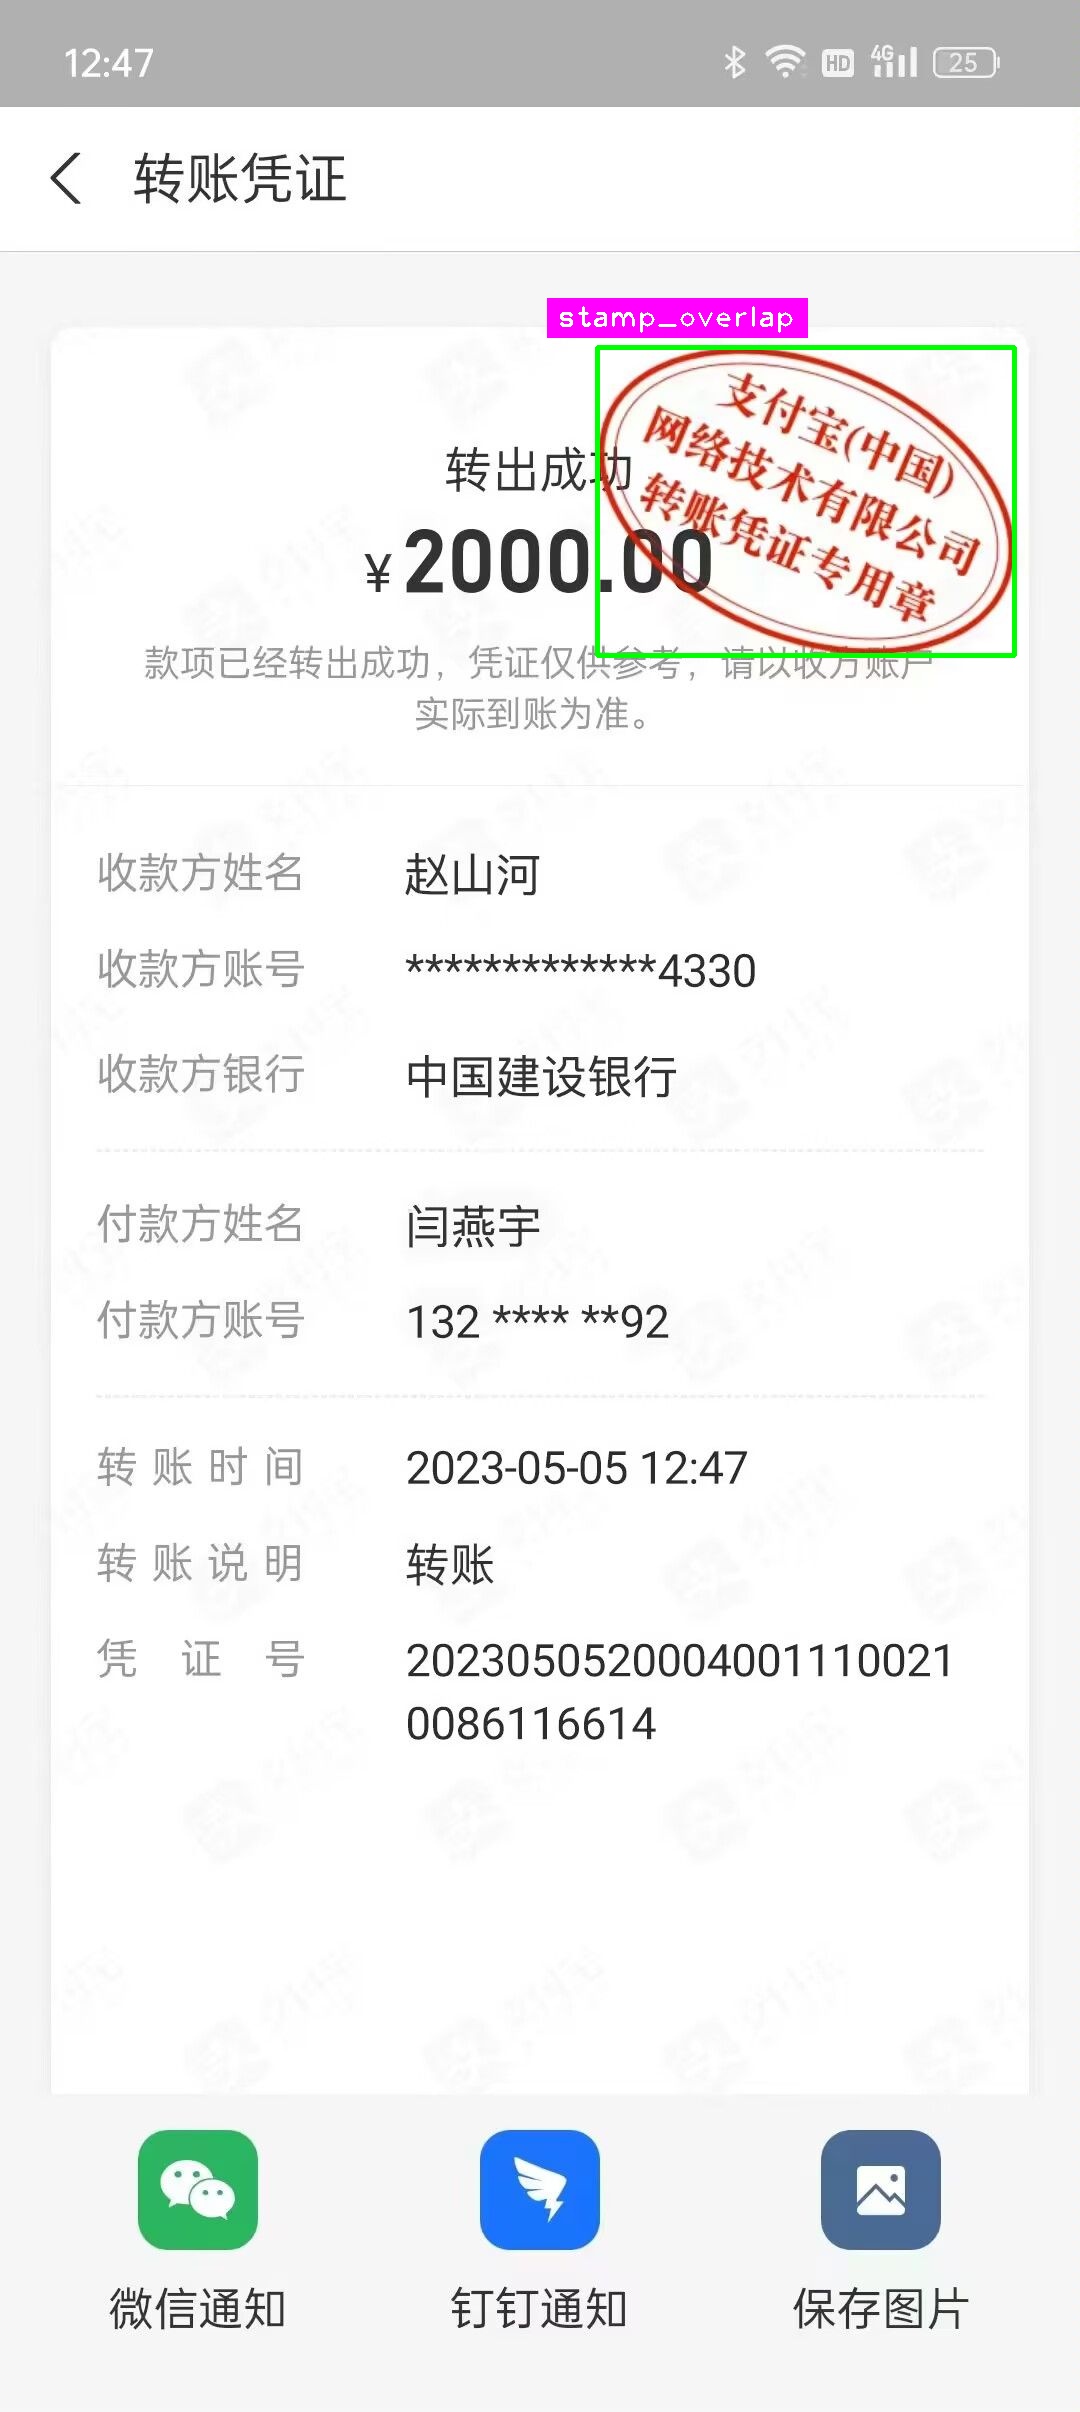 12:47
HD 4G 25
转账凭证
stamp_overlap
支付宝(中国)
网络技术有限公司
转账凭证专用章
转出成功
¥2000.00
款项已经转出成功，凭证仅供参考，请以收方账户
实际到账为准。
收款方姓名 赵山河
收款方账号 *************4330
收款方银行 中国建设银行
付款方姓名 闫燕宇
付款方账号 132 **** **92
转账时间 2023-05-05 12:47
转账说明 转账
凭证号 2023050520004001110021
0086116614
微信通知 钉钉通知 保存图片